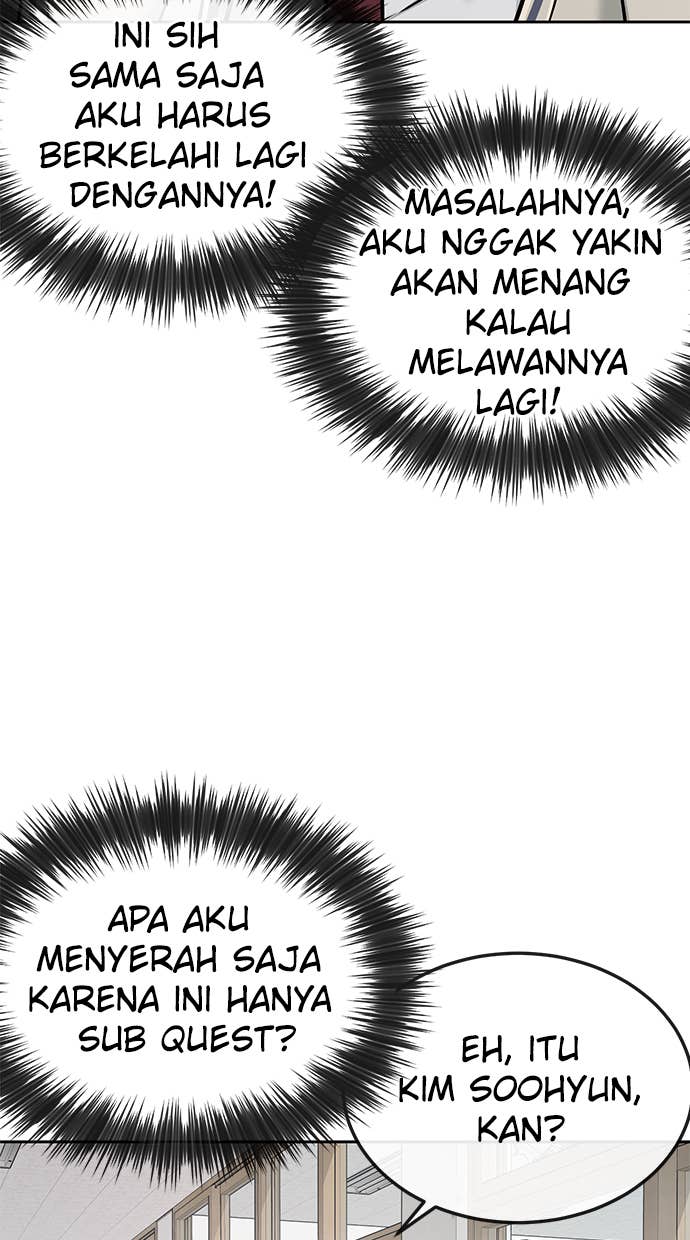 INI SIH
SAMA SAJA
AKU HARUS
BERKELAHI LAGI
DENGANNYA!
MASALAHNYA,
AKU NGGAK YAKIN
AKAN MENANG
KALAU
MELAWANNYA
LAGI!
APA AKU
MENYERAH SAJA
KARENA INI HANYA
SUB QUEST?
EH, ITU
KIM SOOHYUN,
KAN?